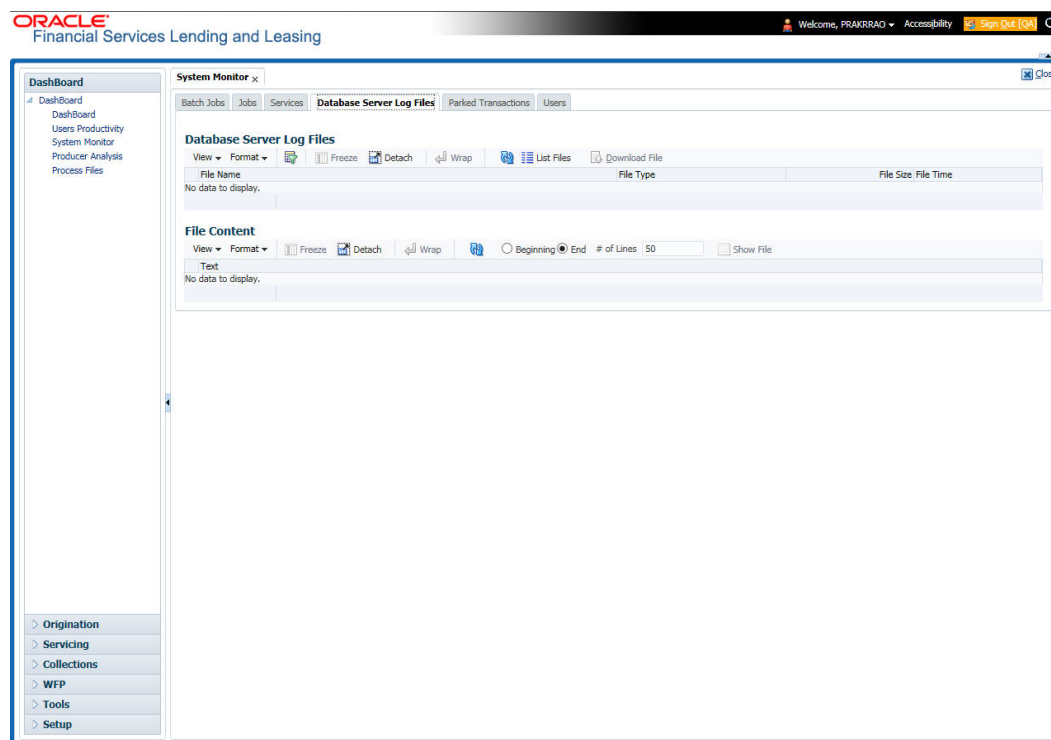 ORACLE
Financial Services Lending and Leasing
Welcome, PRAKRRAO Accessibility Sign Out [QA]
DashBoard
DashBoard
DashBoard
Users Productivity
System Monitor
Producer Analysis
Process Files
Origination
Servicing
Collections
WFP
Tools
Setup
System Monitor x
Batch Jobs Jobs Services Database Server Log Files Parked Transactions Users
Database Server Log Files
View Format Freeze Detach Wrap List Files Download File
File Name File Type File Size File Time
No data to display.
File Content
View Format Freeze Detach Wrap Beginning End # of Lines 50 Show File
Text
No data to display.